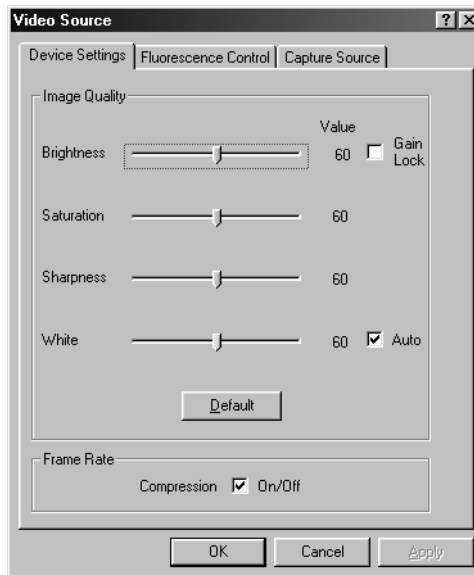 Video Source
Device Settings Fluorescence Control Capture Source
Image Quality
Value
Brightness 60 Gain Lock
Saturation 60
Sharpness 60
White 60 Auto
Default
Frame Rate
Compression On/Off
OK Cancel Apply